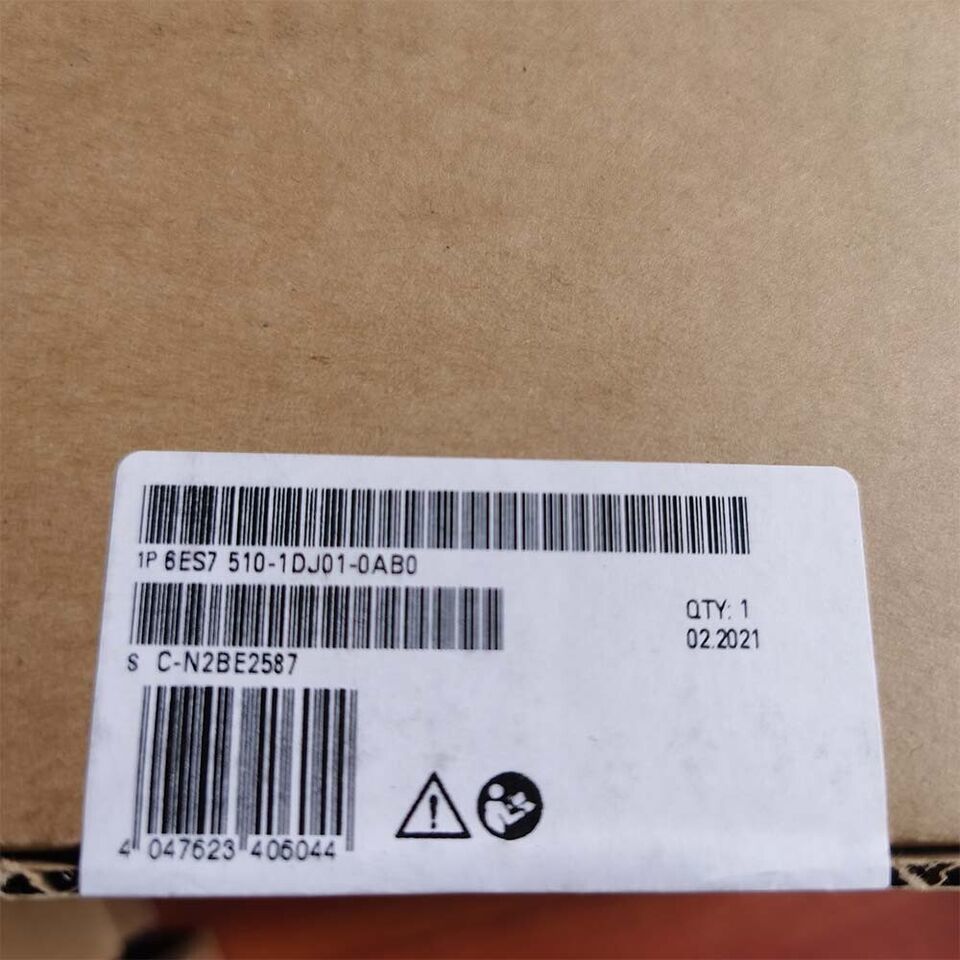 1P 6ES7 510-1DJ01-0AB0
QTY: 1
02.2021
S C-N2BE2587
4 047623 406044